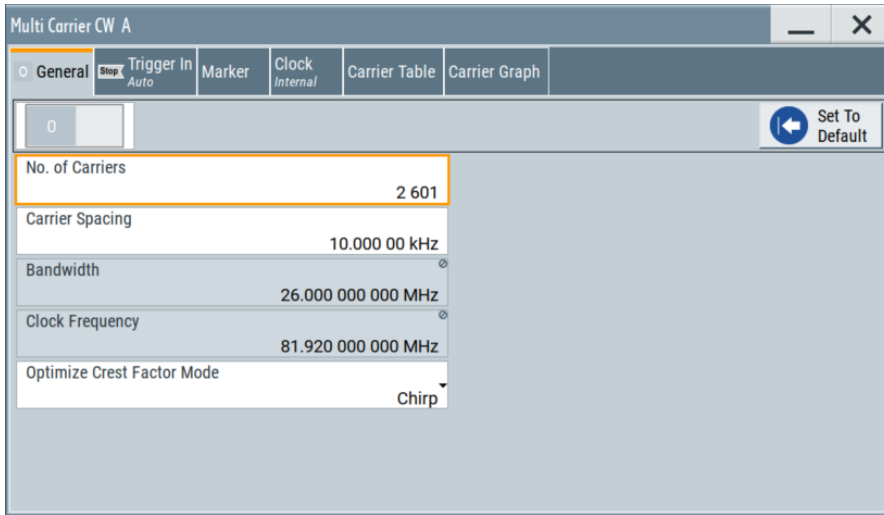 Multi Carrier CW A
0 General
Stop
Trigger In
Auto
Marker
Clock
Internal
Carrier Table
Carrier Graph
0
Set To
Default
No. of Carriers
2 601
Carrier Spacing
10.000 00 kHz
Bandwidth
26.000 000 000 MHz
Clock Frequency
81.920 000 000 MHz
Optimize Crest Factor Mode
Chirp